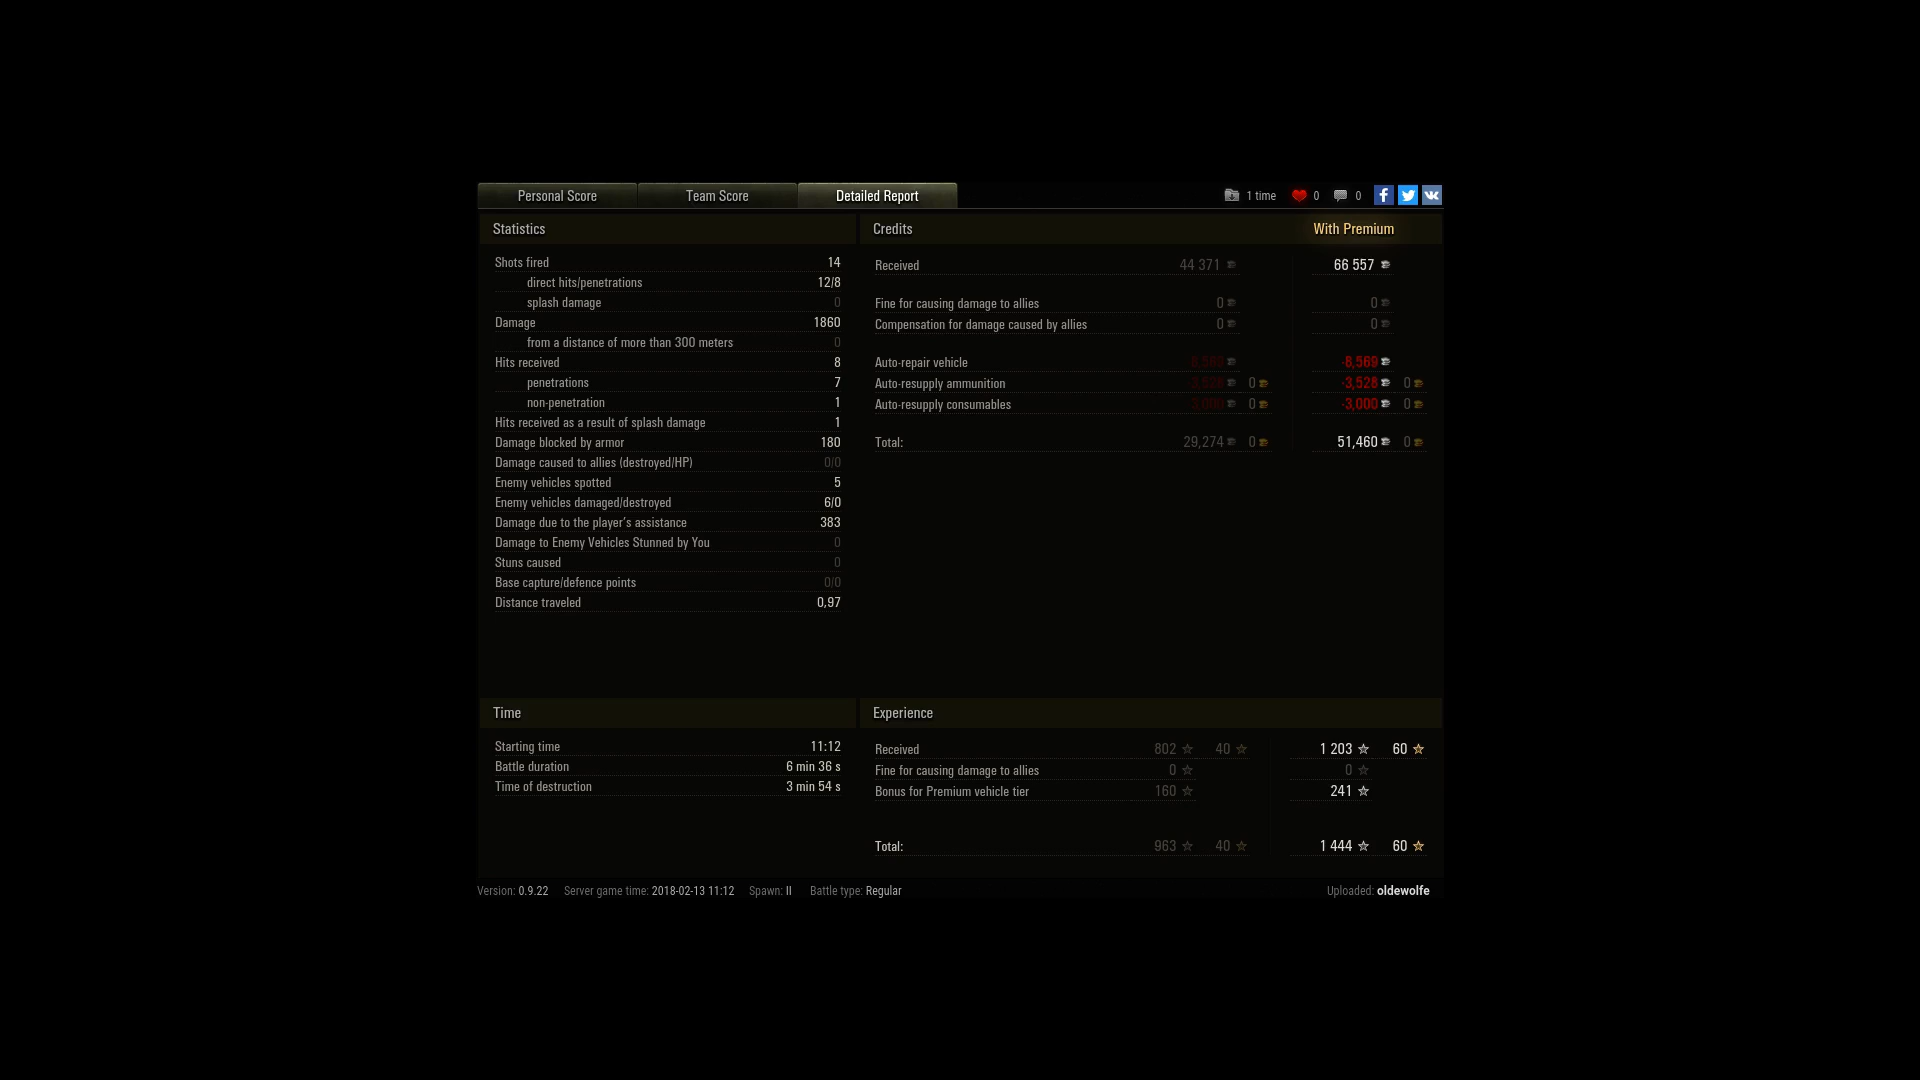 Personal Score Team Score Detailed Report 1 time 0 0
Statistics
Shots fired 14
direct hits/penetrations 12/8
splash damage 0
Damage 1860
from a distance of more than 300 meters 0
Hits received 8
penetrations 7
non-penetration 1
Hits received as a result of splash damage 1
Damage blocked by armor 180
Damage caused to allies (destroyed/HP) 0/0
Enemy vehicles spotted 5
Enemy vehicles damaged/destroyed 6/0
Damage due to the player's assistance 383
Damage to Enemy Vehicles Stunned by You 0
Stuns caused 0
Base capture/defence points 0/0
Distance traveled 0,97
Credits With Premium
Received 44 371 66 557
Fine for causing damage to allies 0 0
Compensation for damage caused by allies 0 0
Auto-repair vehicle -8,569 -8,569
Auto-resupply ammunition -3,528 0 -3,528 0
Auto-resupply consumables -3,000 0 -3,000 0
Total: 29,274 0 51,460 0
Time
Starting time 11:12
Battle duration 6 min 36 s
Time of destruction 3 min 54 s
Experience
Received 802 40 1 203 60
Fine for causing damage to allies 0 0
Bonus for Premium vehicle tier 160 241
Total: 963 40 1 444 60
Version: 0.9.22 Server game time: 2018-02-13 11:12 Spawn: II Battle type: Regular Uploaded: oldewolfe